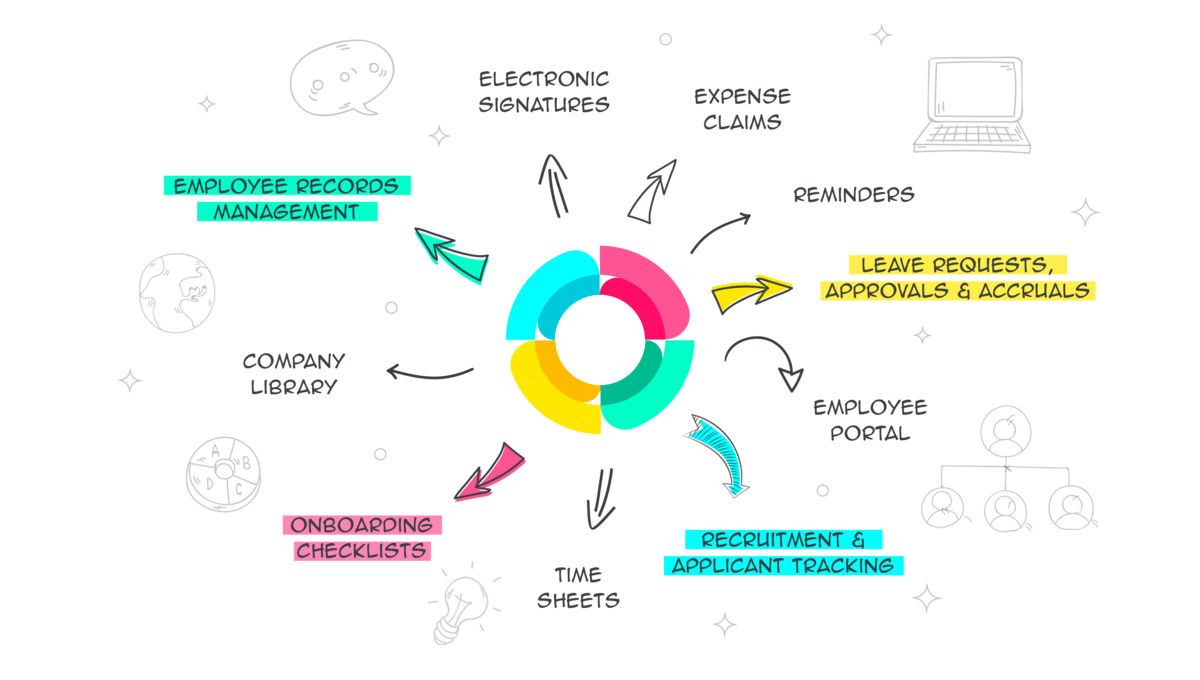 ELECTRONIC
SIGNATURES
EXPENSE
CLAIMS
EMPLOYEE RECORDS
MANAGEMENT
REMINDERS
LEAVE REQUESTS,
APPROVALS & ACCRUALS
COMPANY
LIBRARY
EMPLOYEE
PORTAL
A
B
D
C
ONBOARDING
CHECKLISTS
RECRUITMENT &
APPLICANT TRACKING
TIME
SHEETS